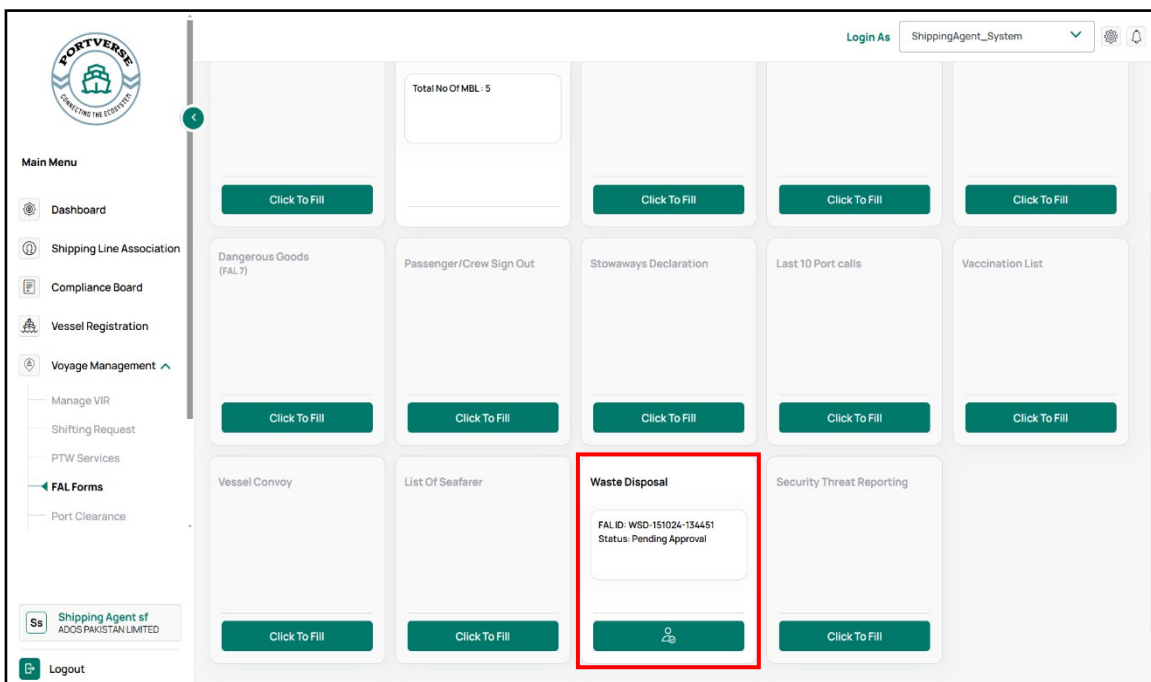 PORTVERSE
CONNECTING THE ECOSYSTEM
Login As
ShippingAgent_System
Main Menu
Dashboard
Shipping Line Association
Compliance Board
Vessel Registration
Voyage Management
Manage VIR
Shifting Request
PTW Services
FAL Forms
Port Clearance
Ss
Shipping Agent sf
ADOS PAKISTAN LIMITED
Logout
Total No Of MBL : 5
Click To Fill
Click To Fill
Click To Fill
Click To Fill
Dangerous Goods
(FAL 7)
Passenger/Crew Sign Out
Stowaways Declaration
Last 10 Port calls
Vaccination List
Click To Fill
Click To Fill
Click To Fill
Click To Fill
Click To Fill
Vessel Convoy
List Of Seafarer
Waste Disposal
Security Threat Reporting
FAL ID: WSD-151024-134451
Status: Pending Approval
Click To Fill
Click To Fill
Click To Fill